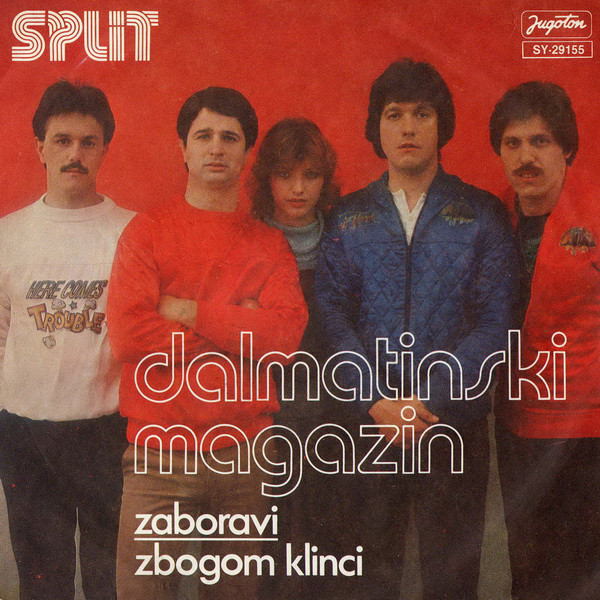 SPLIT
Jugoton
SY-29155
HERE COMES
TROUBLE
dalmatinski
magazin
zaboravi
zbogom klinci